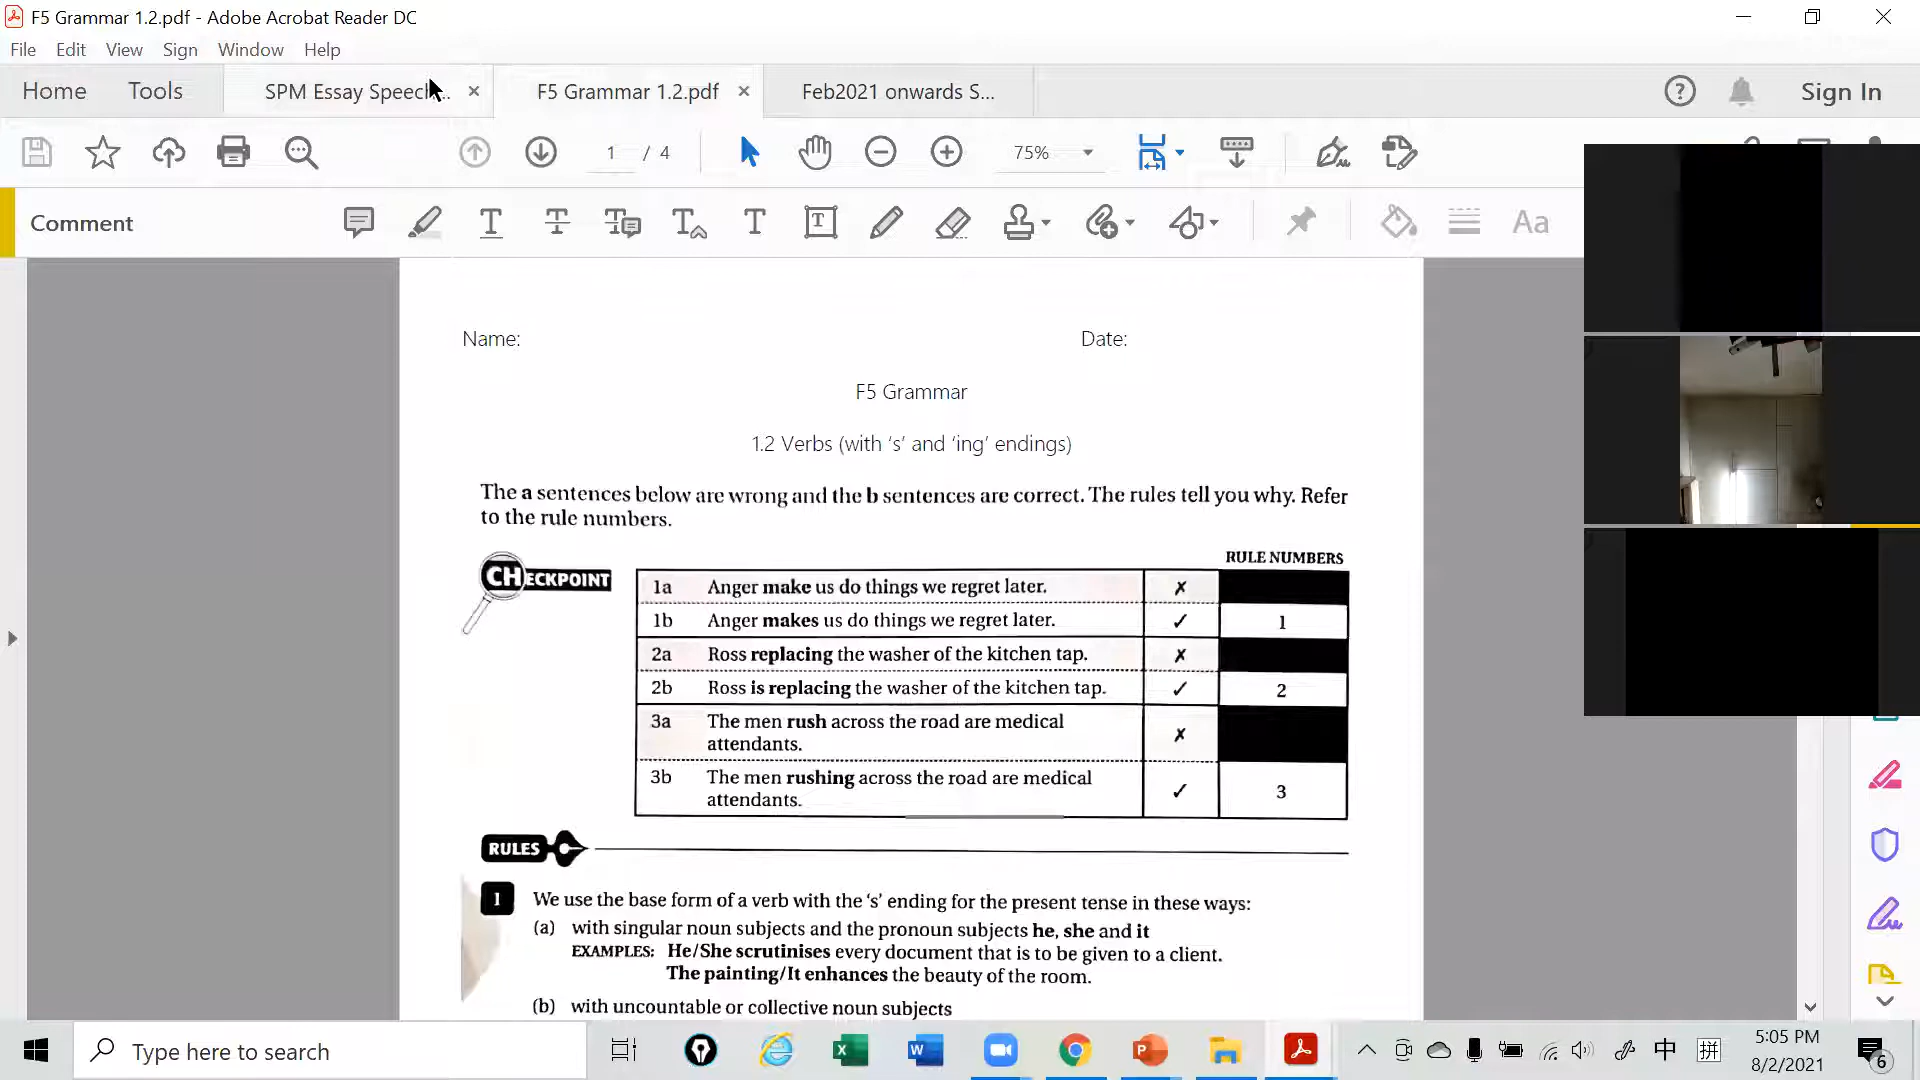 F5 Grammar 1.2.pdf - Adobe Acrobat Reader DC
File Edit View Sign Window Help
Home Tools SPM Essay Speech... F5 Grammar 1.2.pdf Feb2021 onwards S... Sign In
1 / 4 75%
Comment Aa
Name: Date:
F5 Grammar
1.2 Verbs (with ‘s’ and ‘ing’ endings)
The a sentences below are wrong and the b sentences are correct. The rules tell you why. Refer
to the rule numbers.
RULE NUMBERS
CHECKPOINT
1a Anger make us do things we regret later. ✗
1b Anger makes us do things we regret later. ✓ 1
2a Ross replacing the washer of the kitchen tap. ✗
2b Ross is replacing the washer of the kitchen tap. ✓ 2
3a The men rush across the road are medical
attendants. ✗
3b The men rushing across the road are medical
attendants. ✓ 3
RULES
1 We use the base form of a verb with the ‘s’ ending for the present tense in these ways:
(a) with singular noun subjects and the pronoun subjects he, she and it
EXAMPLES: He/She scrutinises every document that is to be given to a client.
The painting/It enhances the beauty of the room.
(b) with uncountable or collective noun subjects
Type here to search
中 拼
5:05 PM
8/2/2021
6